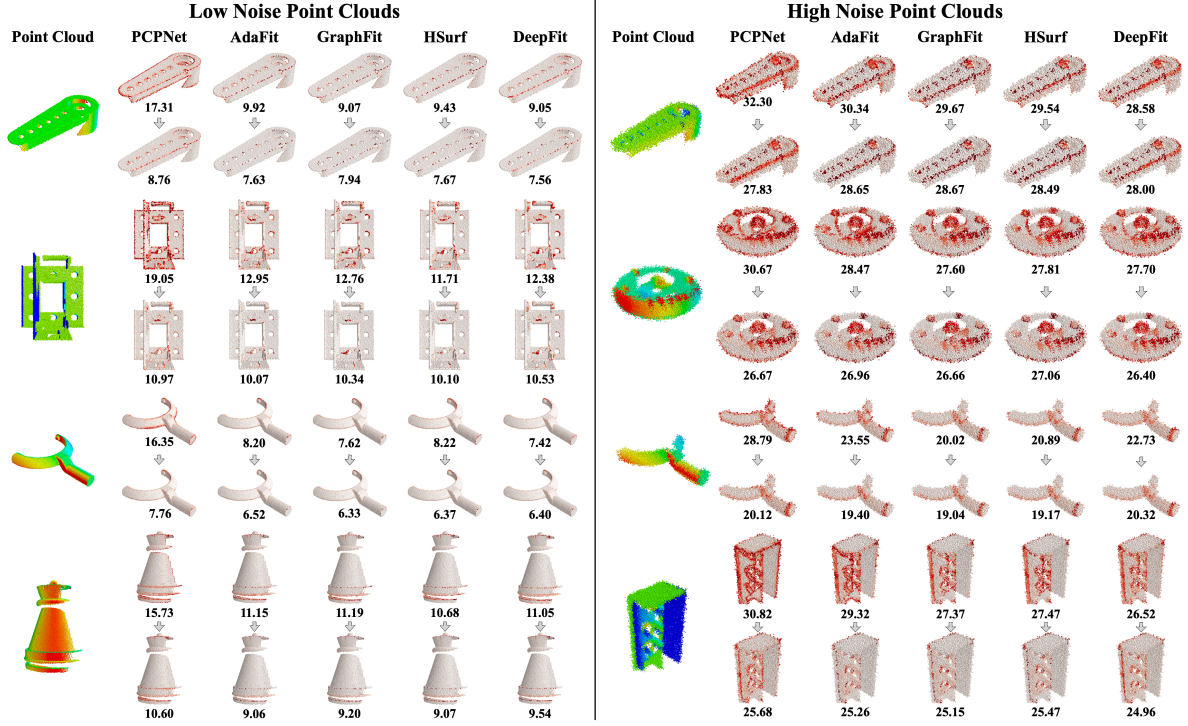 Low Noise Point Clouds
Point Cloud PCPNet AdaFit GraphFit HSurf DeepFit
17.31 9.92 9.07 9.43 9.05
8.76 7.63 7.94 7.67 7.56
19.05 12.95 12.76 11.71 12.38
10.97 10.07 10.34 10.10 10.53
16.35 8.20 7.62 8.22 7.42
7.76 6.52 6.33 6.37 6.40
15.73 11.15 11.19 10.68 11.05
10.60 9.06 9.20 9.07 9.54
High Noise Point Clouds
Point Cloud PCPNet AdaFit GraphFit HSurf DeepFit
32.30 30.34 29.67 29.54 28.58
27.83 28.65 28.67 28.49 28.00
30.67 28.47 27.60 27.81 27.70
26.67 26.96 26.66 27.06 26.40
28.79 23.55 20.02 20.89 22.73
20.12 19.40 19.04 19.17 20.32
30.82 29.32 27.37 27.47 26.52
25.68 25.26 25.15 25.47 24.96